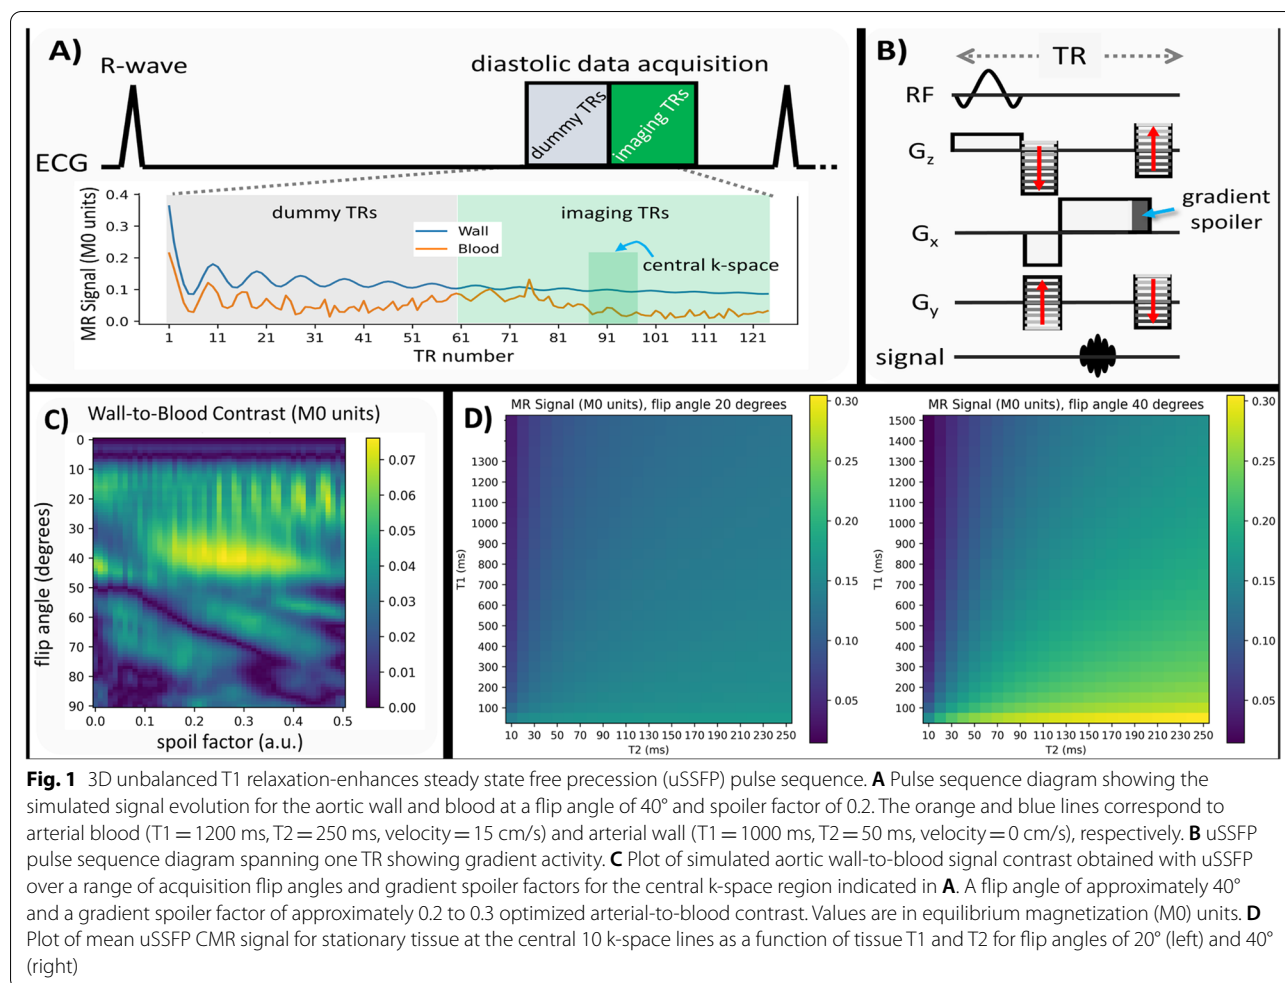 A)
R-wave
diastolic data acquisition
dummy TRs
imaging TRs
ECG
MR Signal (M0 units)
0.4
0.3
0.2
0.1
0.0
dummy TRs
imaging TRs
Wall
Blood
central k-space
1 11 21 31 41 51 61 71 81 91 101 111 121
TR number
B)
TR
RF
Gz
gradient
spoiler
Gx
Gy
signal
C)
Wall-to-Blood Contrast (M0 units)
flip angle (degrees)
0
10
20
30
40
50
60
70
80
90
0.0 0.1 0.2 0.3 0.4 0.5
spoil factor (a.u.)
0.07
0.06
0.05
0.04
0.03
0.02
0.01
0.00
D)
MR Signal (M0 units), flip angle 20 degrees
T1 (ms)
1300
1100
1000
900
800
700
600
500
400
300
200
100
10 30 50 70 90 110 130 150 170 190 210 230 250
T2 (ms)
0.30
0.25
0.20
0.15
0.10
0.05
MR Signal (M0 units), flip angle 40 degrees
T1 (ms)
1500
1400
1300
1200
1100
1000
900
800
700
600
500
400
300
200
100
10 30 50 70 90 110 130 150 170 190 210 230 250
T2 (ms)
0.30
0.25
0.20
0.15
0.10
0.05
Fig. 1 3D unbalanced T1 relaxation-enhances steady state free precession (uSSFP) pulse sequence. A Pulse sequence diagram showing the
simulated signal evolution for the aortic wall and blood at a flip angle of 40° and spoiler factor of 0.2. The orange and blue lines correspond to
arterial blood (T1 = 1200 ms, T2 = 250 ms, velocity = 15 cm/s) and arterial wall (T1 = 1000 ms, T2 = 50 ms, velocity = 0 cm/s), respectively. B uSSFP
pulse sequence diagram spanning one TR showing gradient activity. C Plot of simulated aortic wall-to-blood signal contrast obtained with uSSFP
over a range of acquisition flip angles and gradient spoiler factors for the central k-space region indicated in A. A flip angle of approximately 40°
and a gradient spoiler factor of approximately 0.2 to 0.3 optimized arterial-to-blood contrast. Values are in equilibrium magnetization (M0) units. D
Plot of mean uSSFP CMR signal for stationary tissue at the central 10 k-space lines as a function of tissue T1 and T2 for flip angles of 20° (left) and 40°
(right)